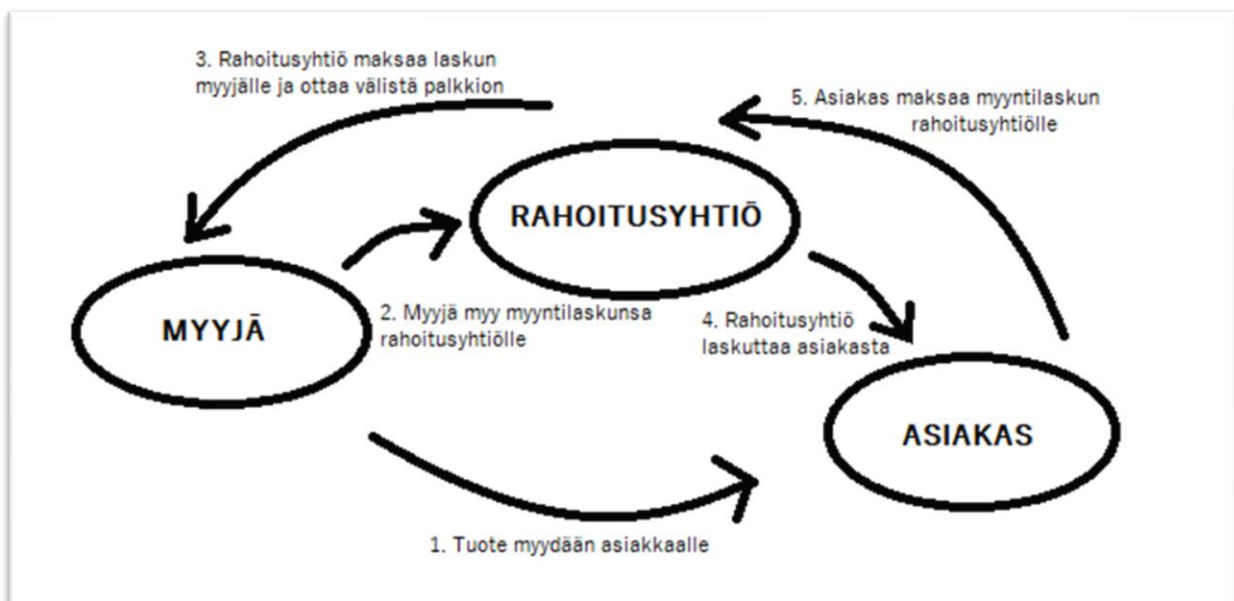 3. Rahoitusyhtiö maksaa laskun
myyjälle ja ottaa välistä palkkion
5. Asiakas maksaa myyntilaskun
rahoitusyhtiölle
RAHOITUSYHTIÖ
MYYJÄ
2. Myyjä myy myyntilaskunsa
rahoitusyhtiölle
4. Rahoitusyhtiö
laskuttaa asiakasta
ASIAKAS
1. Tuote myydään asiakkaalle